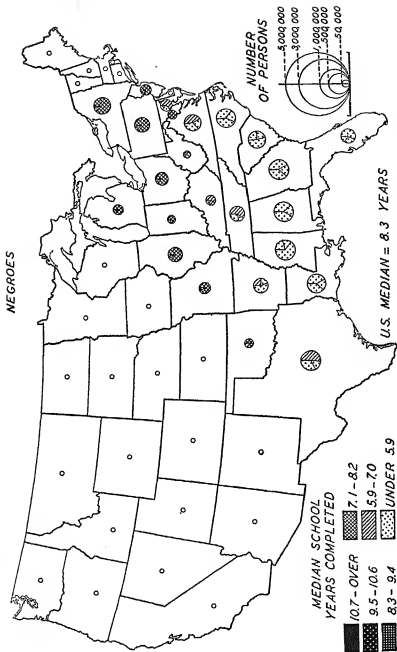 NEGROES
NUMBER
OF PERSONS
5,000,000
3,000,000
1,000,000
500,000
50,000
U.S. MEDIAN = 8.3 YEARS
MEDIAN SCHOOL
YEARS COMPLETED
10.7-OVER
9.5-10.6
8.3-9.4
7.1-8.2
5.9-7.0
UNDER 5.9